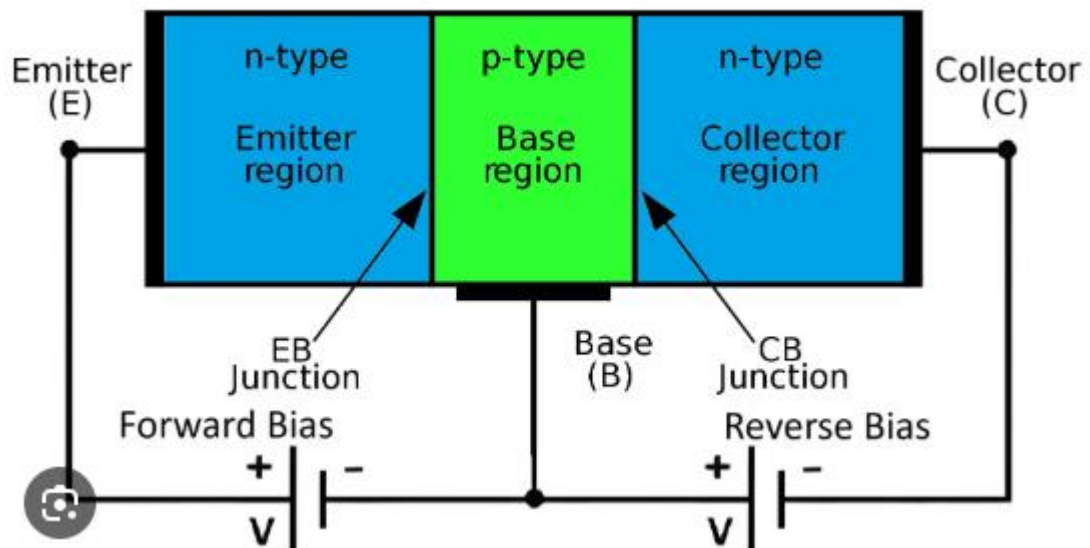 n-type
p-type
n-type
Emitter
(E)
Collector
(C)
Emitter
region
Base
region
Collector
region
EB
Junction
Base
(B)
CB
Junction
Forward Bias
Reverse Bias
+ -
+ -
V
V